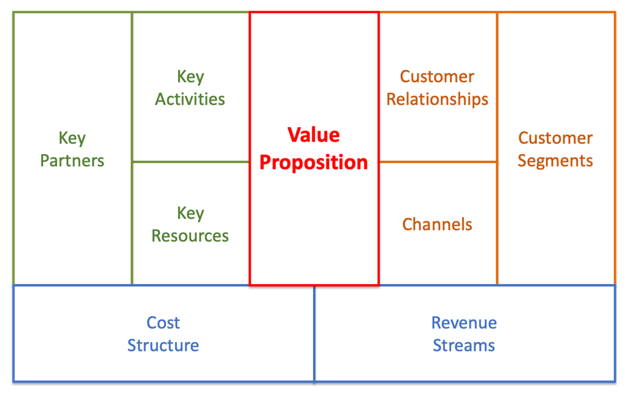 Key
Partners
Key
Activities
Key
Resources
Value
Proposition
Customer
Relationships
Channels
Customer
Segments
Cost
Structure
Revenue
Streams